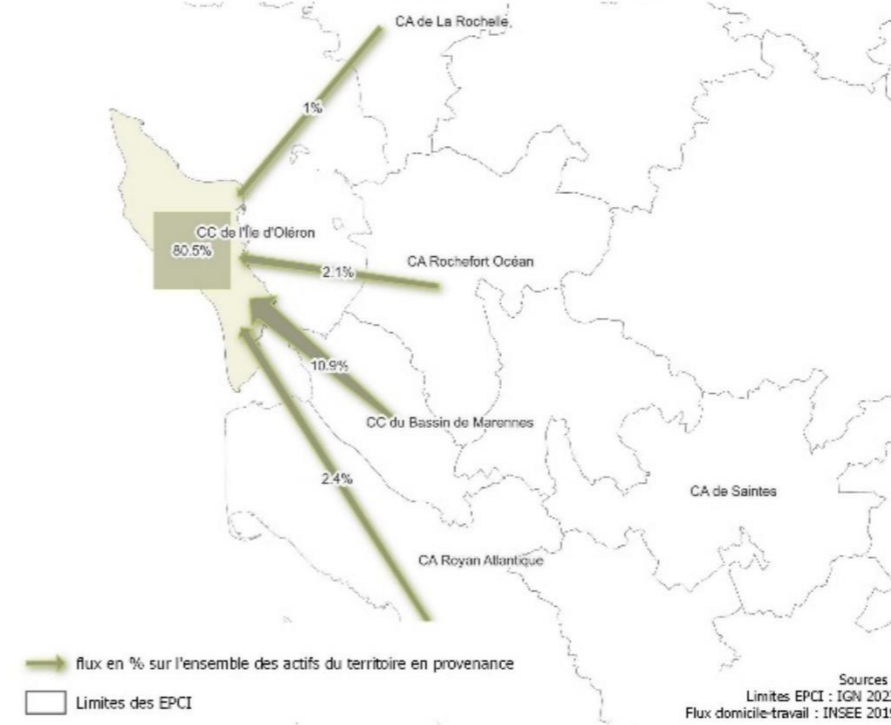 CA de La Rochelle
1%
CC de l'Île d'Oléron
80.5%
CA Rochefort Océan
2.1%
10.9%
CC du Bassin de Marennes
2.4%
CA de Saintes
CA Royan Atlantique
flux en % sur l'ensemble des actifs du territoire en provenance
Limites des EPCI
Sources
Limites EPCI : IGN 202
Flux domicile-travail : INSEE 2019